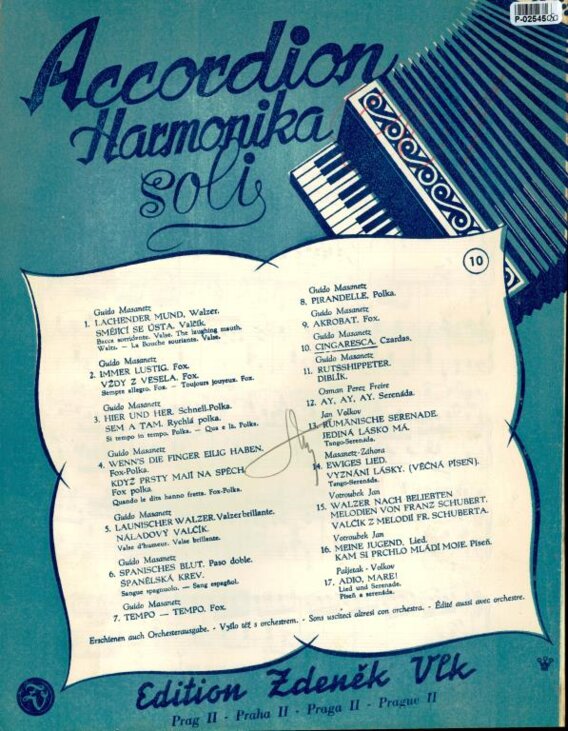 P-02545/20
Accordion
Harmonika
soli
10
Guido Masanetz
1. LACHENDER MUND, Walzer.
SMĚJÍCÍ SE ÚSTA. Valčík.
Bocca sorridente. Valse. The laughing mouth.
Waltz. — La Bouche souriante. Valse.
Guido Masanetz
2. IMMER LUSTIG. Fox.
VŽDY Z VESELA. Fox.
Sempre allegro. Fox. — Toujours joyeux. Fox.
Guido Masanetz
3. HIER UND HER. Schnell-Polka.
SEM A TAM. Rychlá polka.
Si tempo in tempo. Polka. — Qua e là. Polka.
Guido Masanetz
4. WENN'S DIE FINGER EILIG HABEN.
Fox-Polka.
KDYŽ PRSTY MAJÍ NA SPĚCH.
Fox polka.
Quando le dita hanno fretta. Fox-Polka.
Guido Masanetz
5. LAUNISCHER WALZER. Valzer brillante.
NÁLADOVÝ VALČÍK.
Valse d'humeur. Valse brillante.
Guido Masanetz
6. SPANISCHES BLUT. Paso doble.
ŠPANĚLSKÁ KREV.
Sangue spagnuolo. — Sang espagñol.
Guido Masanetz
7. TEMPO — TEMPO. Fox.
Guido Masanetz
8. PIRANDELLE. Polka.
Guido Masanetz
9. AKROBAT. Fox.
Guido Masanetz
10. CINGARESCA. Czardas.
Guido Masanetz
11. RUTSSHIPPETER.
DIBLÍK.
Osman Perez Freire
12. AY, AY, AY. Serenáda.
Jan Volkov
13. RUMÄNISCHE SERENADE.
JEDINÁ LÁSKO MÁ.
Tango-Serenáda.
Masanetz-Záhora
14. EWIGES LIED.
VYZNÁNÍ LÁSKY. (VĚČNÁ PÍSEŇ).
Tango-Serenáda.
Votroubek Jan
15. WALZER NACH BELIEBTEN
MELODIEN VON FRANZ SCHUBERT.
VALČÍK Z MELODIÍ FR. SCHUBERTA.
Votroubek Jan
16. MEINE JUGEND. Lied.
KAM SI PRCHLO MLÁDÍ MOJE. Píseň.
Pašjetak - Volkov
17. ADIO, MARE!
Lied und Serenade.
Píseň a serenáda.
Erschienen auch Orchesterausgabe. - Vyšlo též s orchestrem. - Sons usciteci altresi con orchestra. - Édité aussi avec orchestre.
Edition Zdeněk Vlk
Prag II - Praha II - Praga II - Prague II